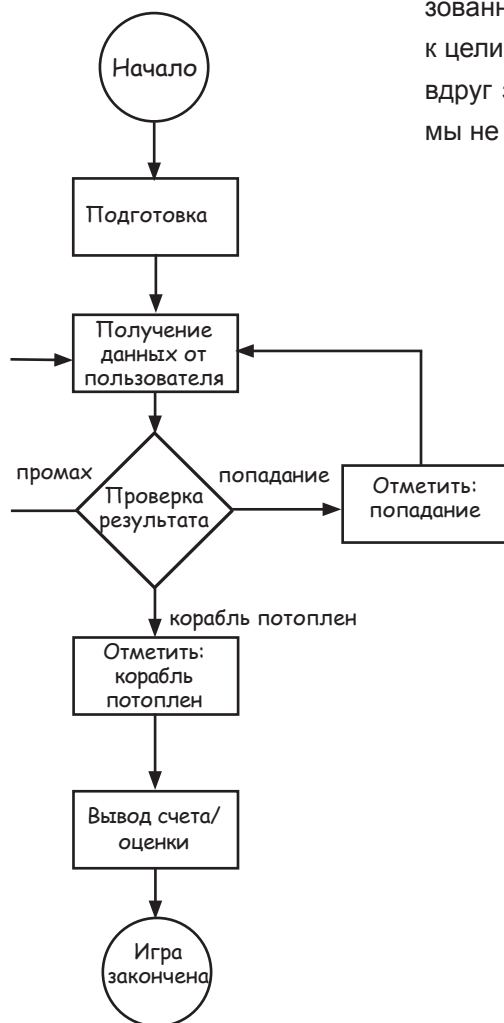 зованн
к цели
вдруг
мы не
Начало
Подготовка
Получение
данных от
пользователя
промах
Проверка
результата
попадание
Отметить:
попадание
корабль потоплен
Отметить:
корабль
потоплен
Вывод счета/
оценки
Игра
закончена